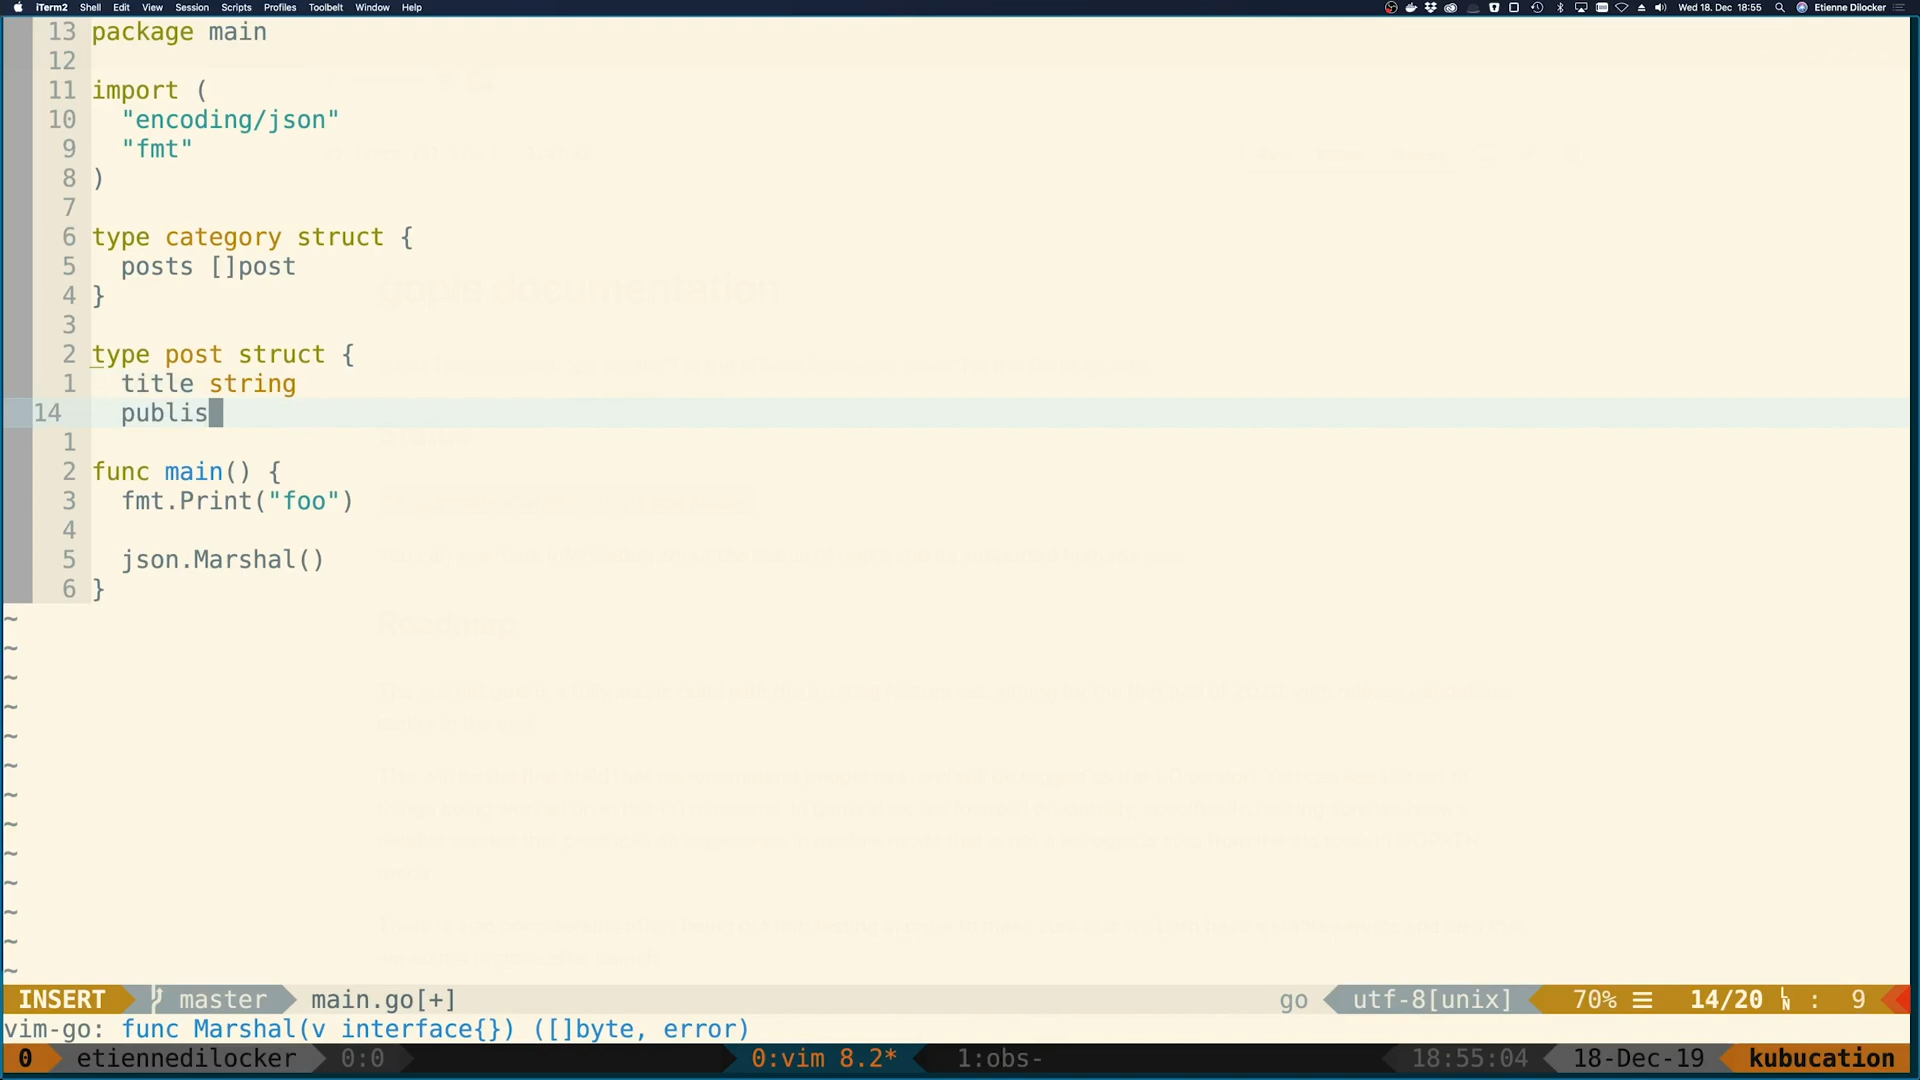 iTerm2 Shell Edit View Session Scripts Profiles Toolbelt Window Help Wed 18. Dec 18:55 Etienne Dilocker
13 package main
12
11 import (
10 "encoding/json"
9 "fmt"
8 )
7
6 type category struct {
5 posts []post
4 }
3
2 type post struct {
1 title string
14 publis
1
2 func main() {
3 fmt.Print("foo")
4
5 json.Marshal()
6 }
~
~
~
~
~
~
~
~
~
~
~
~
~
gopls documentation
Roadmap
INSERT master main.go[+] go utf-8[unix] 70% ☰ 14/20 LN : 9
vim-go: func Marshal(v interface{}) ([]byte, error)
0 etiennedilocker 0:0 0:vim 8.2* 1:obs- 18:55:04 18-Dec-19 kubucation